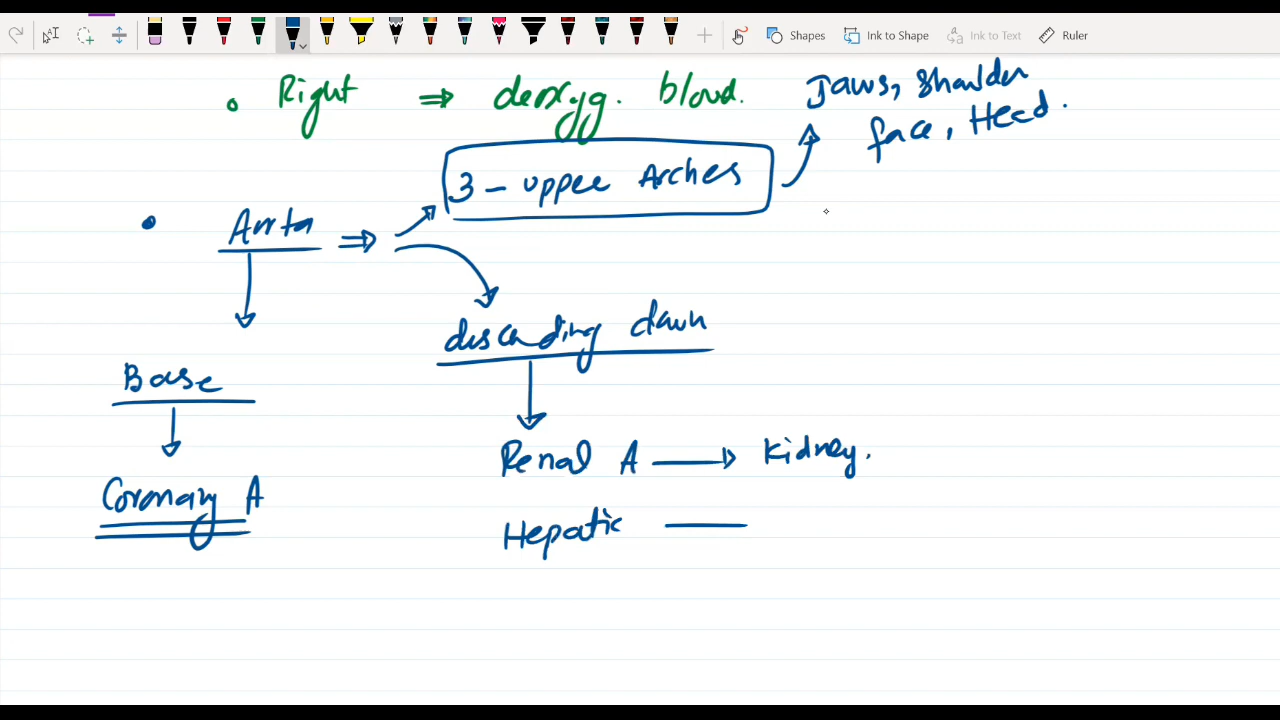 Shapes Ink to Shape Ink to Text Ruler
• Right ⇒ deoxyg. blood.
Jaws, shoulder
face, Head.
3 - upper Arches
• Aorta ⇒
descending down
Base
Renal A → Kidney.
Coronary A
Hepatic —